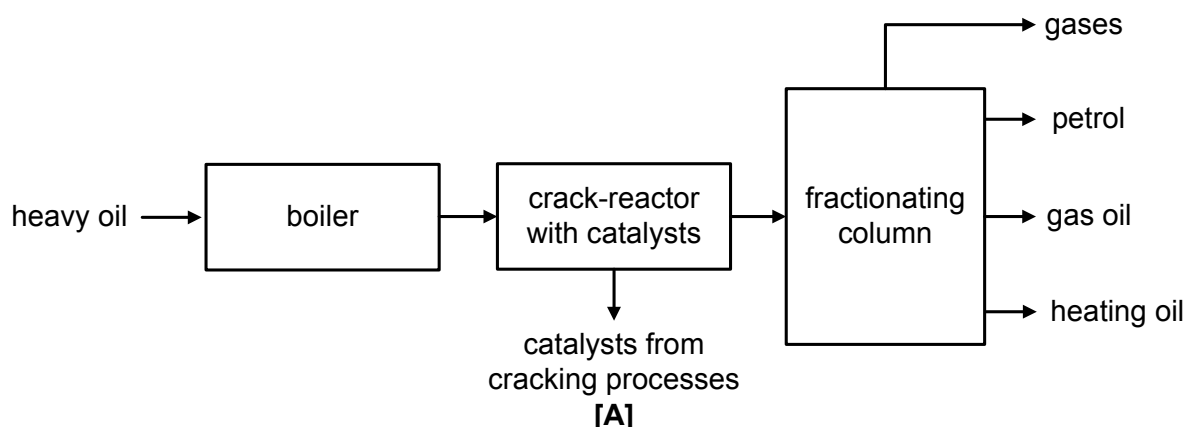 gases
petrol
heavy oil
boiler
crack-reactor
with catalysts
fractionating
column
gas oil
heating oil
catalysts from
cracking processes
[A]